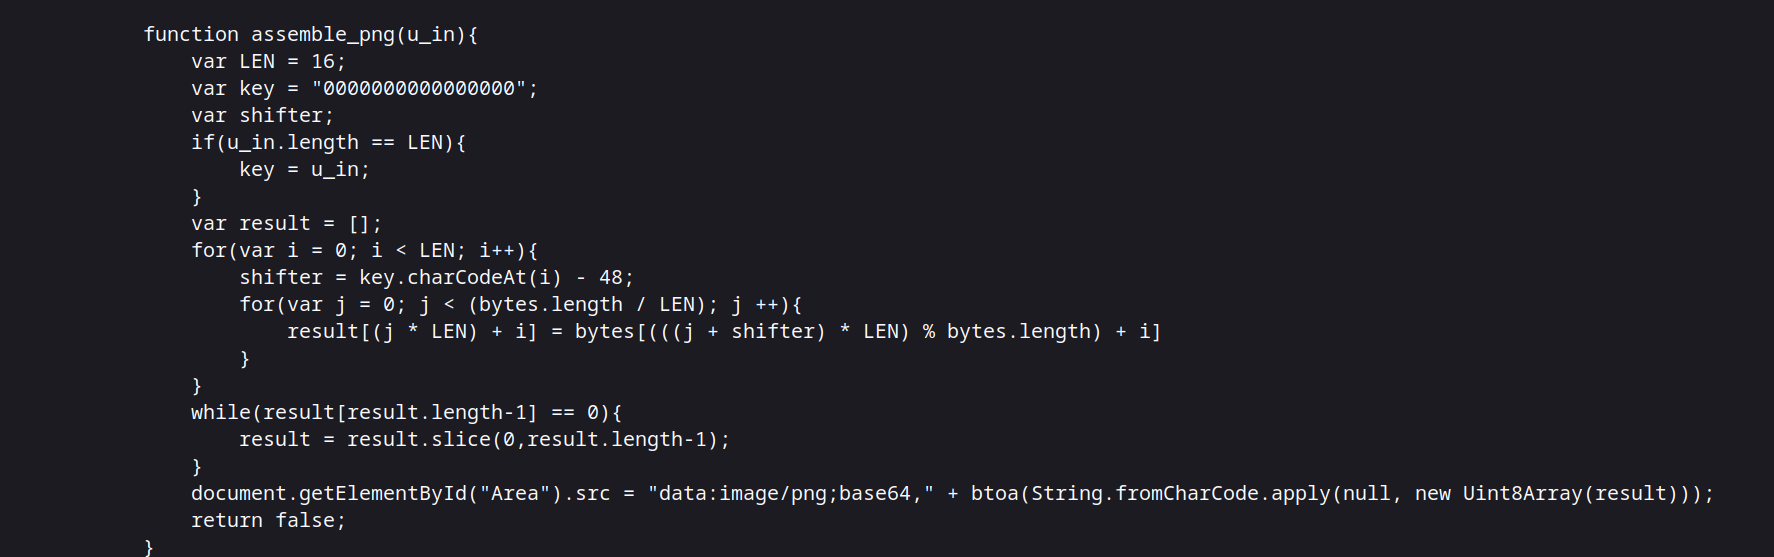 function assemble_png(u_in){
    var LEN = 16;
    var key = "0000000000000000";
    var shifter;
    if(u_in.length == LEN){
        key = u_in;
    }
    var result = [];
    for(var i = 0; i < LEN; i++){
        shifter = key.charCodeAt(i) - 48;
        for(var j = 0; j < (bytes.length / LEN); j ++){
            result[(j * LEN) + i] = bytes[(((j + shifter) * LEN) % bytes.length) + i]
        }
    }
    while(result[result.length-1] == 0){
        result = result.slice(0,result.length-1);
    }
    document.getElementById("Area").src = "data:image/png;base64," + btoa(String.fromCharCode.apply(null, new Uint8Array(result)));
    return false;
}